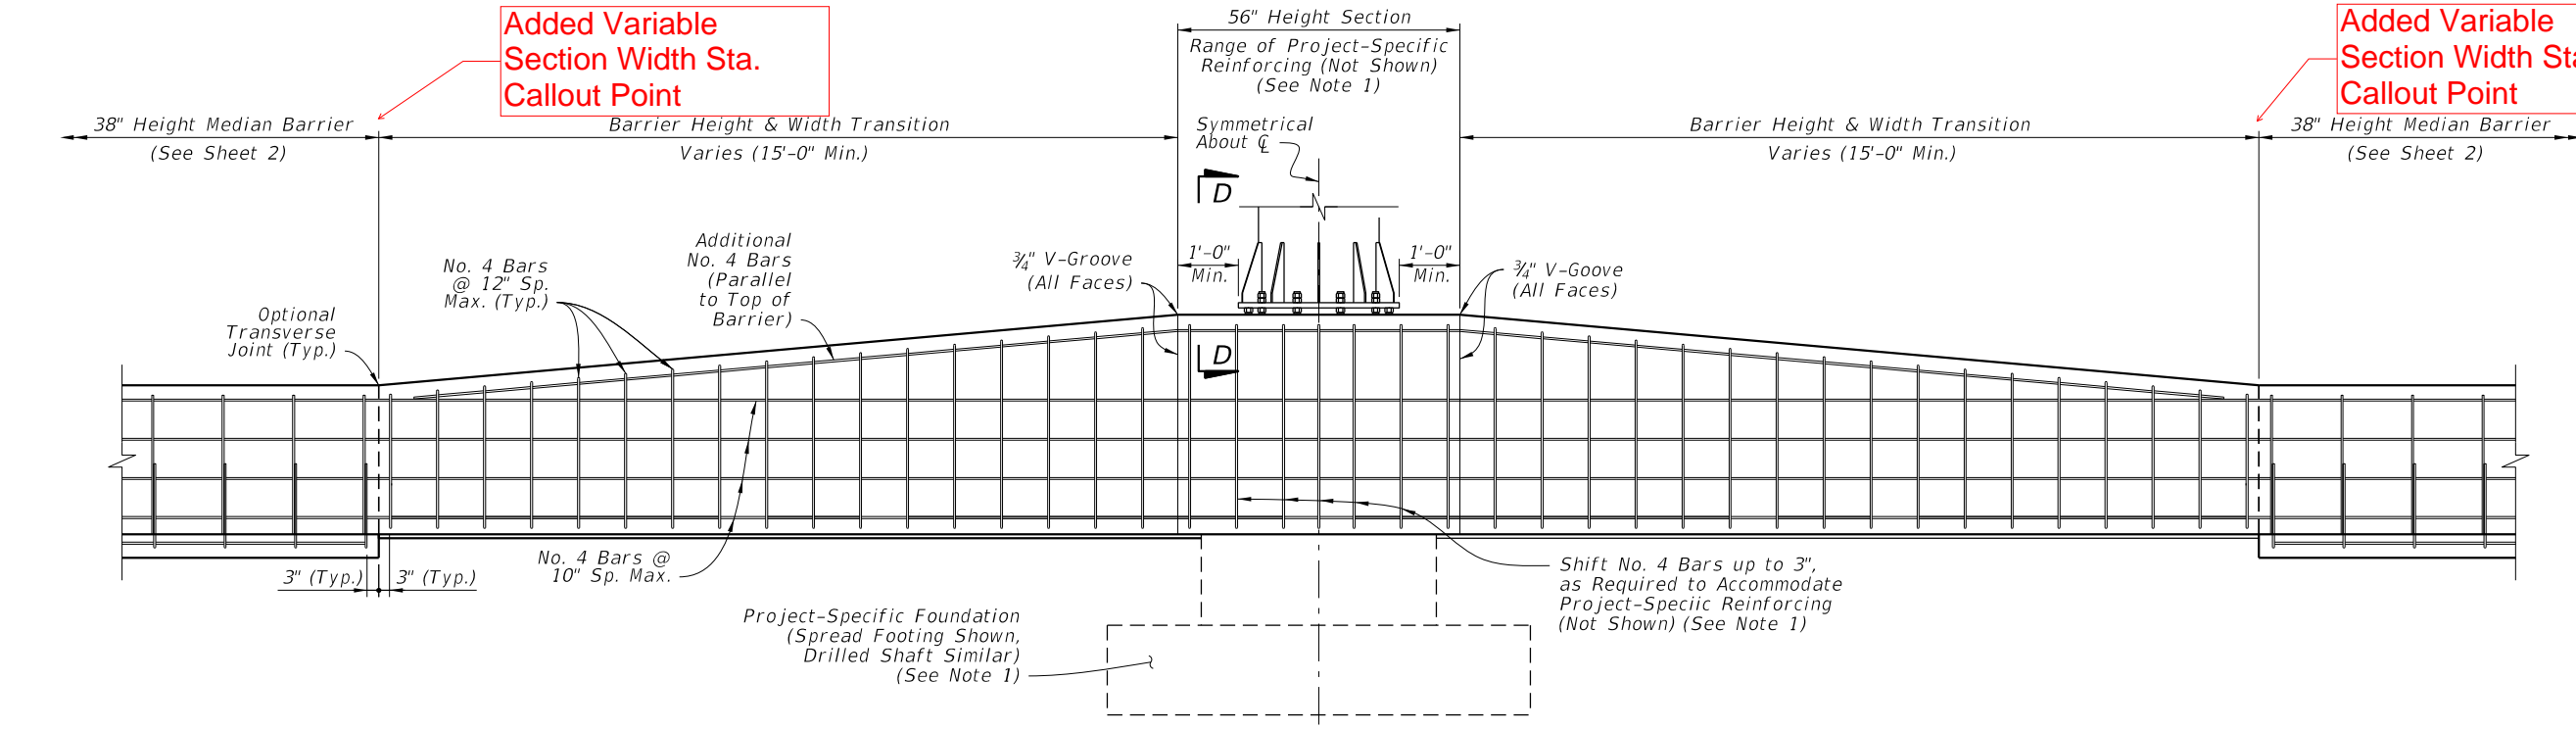 Added Variable
Section Width Sta.
Callout Point
56" Height Section
Range of Project-Specific
Reinforcing (Not Shown)
(See Note 1)
Added Variable
Section Width Sta
Callout Point
38" Height Median Barrier
(See Sheet 2)
Barrier Height & Width Transition
Varies (15'-0" Min.)
Symmetrical
About ℄
Barrier Height & Width Transition
Varies (15'-0" Min.)
38" Height Median Barrier
(See Sheet 2)
D
Optional
Transverse
Joint (Typ.)
No. 4 Bars
@ 12" Sp.
Max. (Typ.)
Additional
No. 4 Bars
(Parallel
to Top of
Barrier)
¾" V-Groove
(All Faces)
1'-0"
Min.
1'-0"
Min.
¾" V-Goove
(All Faces)
D
3" (Typ.)
3" (Typ.)
No. 4 Bars @
10" Sp. Max.
Project-Specific Foundation
(Spread Footing Shown,
Drilled Shaft Similar)
(See Note 1)
Shift No. 4 Bars up to 3",
as Required to Accommodate
Project-Speciic Reinforcing
(Not Shown) (See Note 1)